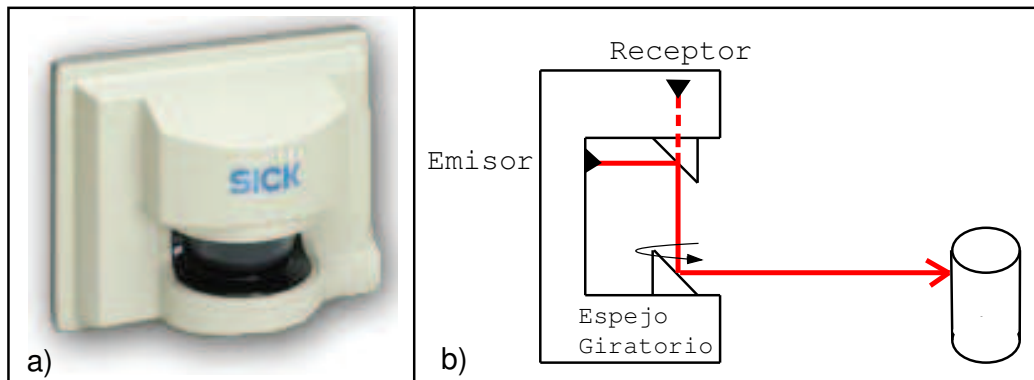 SICK
a)
Receptor
Emisor
Espejo
Giratorio
b)